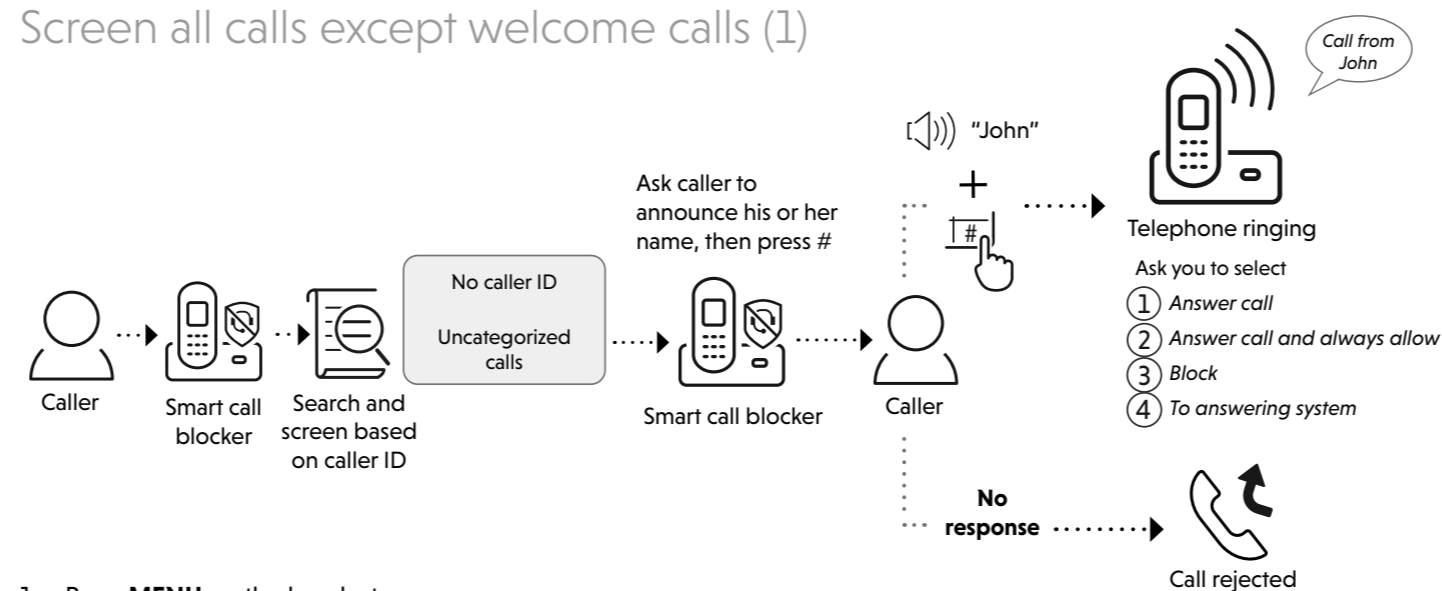 Screen all calls except welcome calls (1)
Call from
John
"John"
+
#
Ask caller to
announce his or her
name, then press #
Telephone ringing
Ask you to select
1 Answer call
2 Answer call and always allow
3 Block
4 To answering system
No caller ID
Uncategorized
calls
Caller
Smart call
blocker
Search and
screen based
on caller ID
Smart call blocker
Caller
No
response
Call rejected